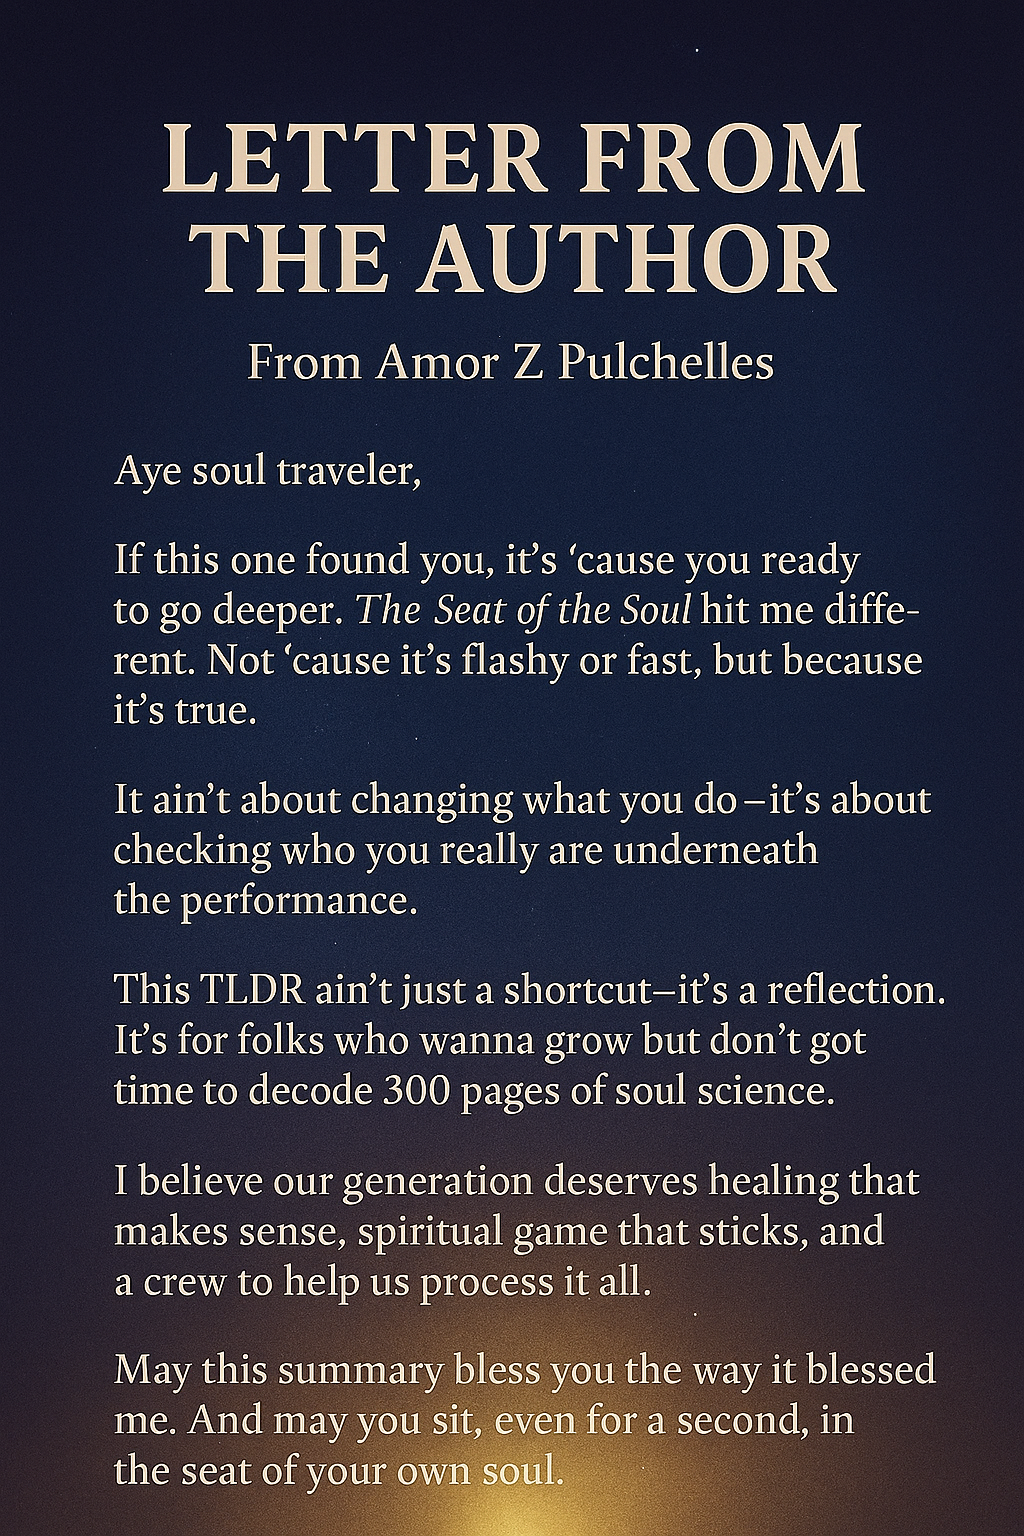 LETTER FROM
THE AUTHOR
From Amor Z Pulchelles
Aye soul traveler,
If this one found you, it’s ‘cause you ready
to go deeper. The Seat of the Soul hit me diffe-
rent. Not ‘cause it’s flashy or fast, but because
it’s true.
It ain’t about changing what you do – it’s about
checking who you really are underneath
the performance.
This TLDR ain’t just a shortcut—it’s a reflection.
It’s for folks who wanna grow but don’t got
time to decode 300 pages of soul science.
I believe our generation deserves healing that
makes sense, spiritual game that sticks, and
a crew to help us process it all.
May this summary bless you the way it blessed
me. And may you sit, even for a second, in
the seat of your own soul.